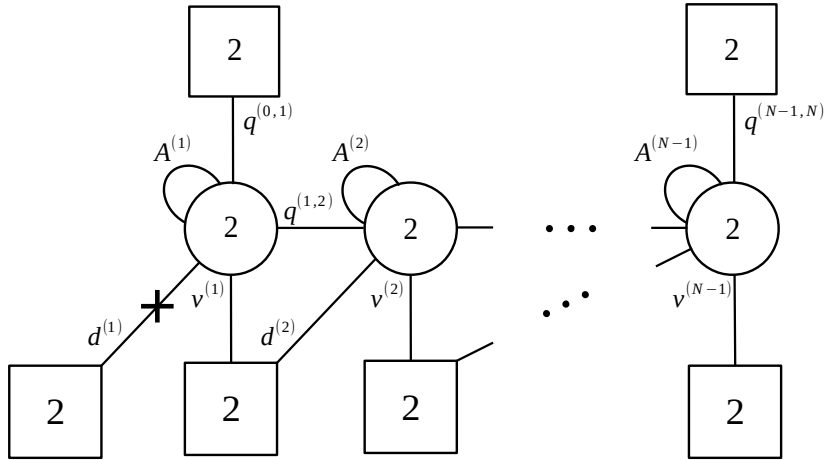 2 2
q^(0,1) q^(N−1,N)
A^(1) A^(2) A^(N−1)
2 q^(1,2) 2 ••• 2
v^(1) v^(2) v^(N−1)
d^(1) d^(2)
2 2 2 2